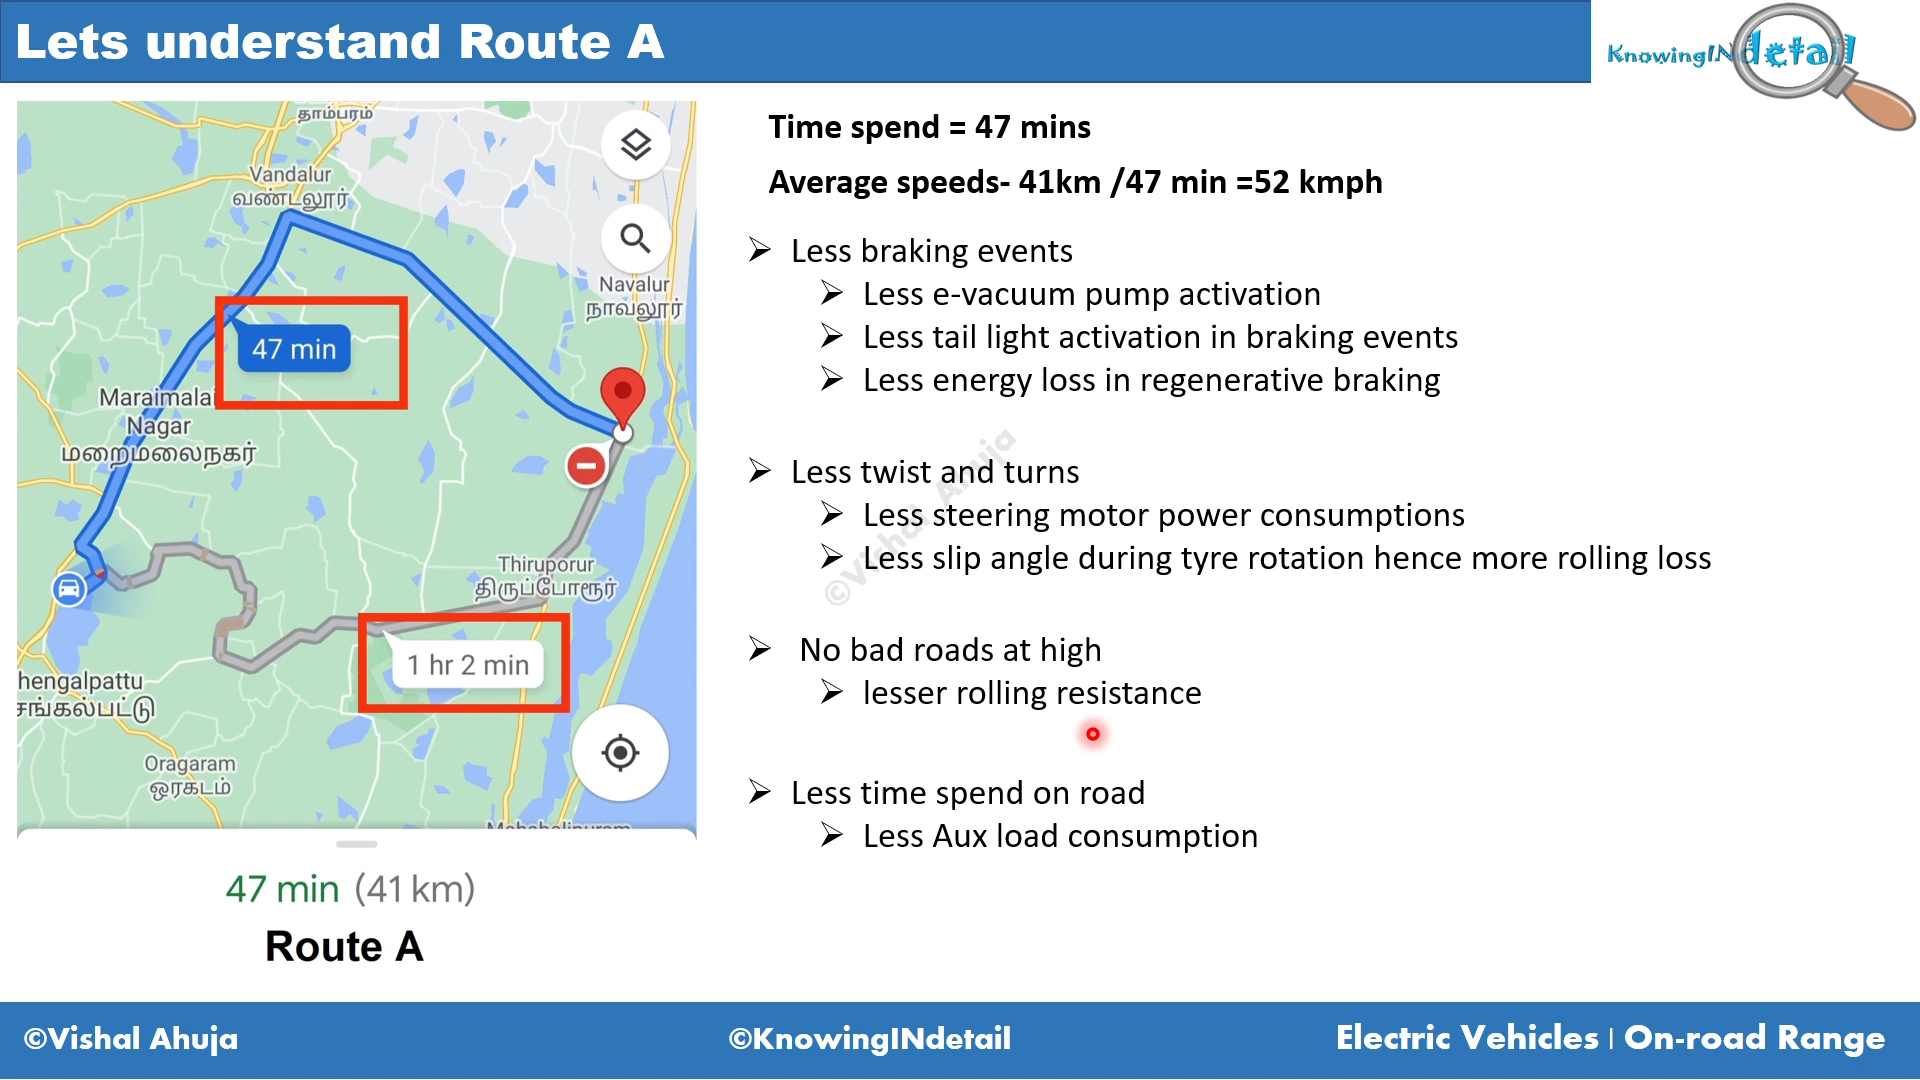 Lets understand Route A
KnowingINdetail
தாம்பரம்
Vandalur
வண்டலூர்
Navalur
நாவலூர்
47 min
Maraimalai
Nagar
மறைமலைநகர்
Thiruporur
திருப்போரூர்
1 hr 2 min
hengalpattu
சங்கல்பட்டு
Oragaram
ஒரகடம்
47 min (41 km)
Route A
Time spend = 47 mins
Average speeds- 41km /47 min =52 kmph
Less braking events
Less e-vacuum pump activation
Less tail light activation in braking events
Less energy loss in regenerative braking
Less twist and turns
Less steering motor power consumptions
Less slip angle during tyre rotation hence more rolling loss
No bad roads at high
lesser rolling resistance
Less time spend on road
Less Aux load consumption
©Vishal Ahuja
©Vishal Ahuja
©KnowingINdetail
Electric Vehicles | On-road Range